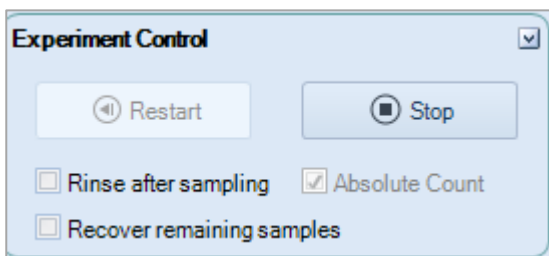 Experiment Control
Restart
Stop
Rinse after sampling
Absolute Count
Recover remaining samples